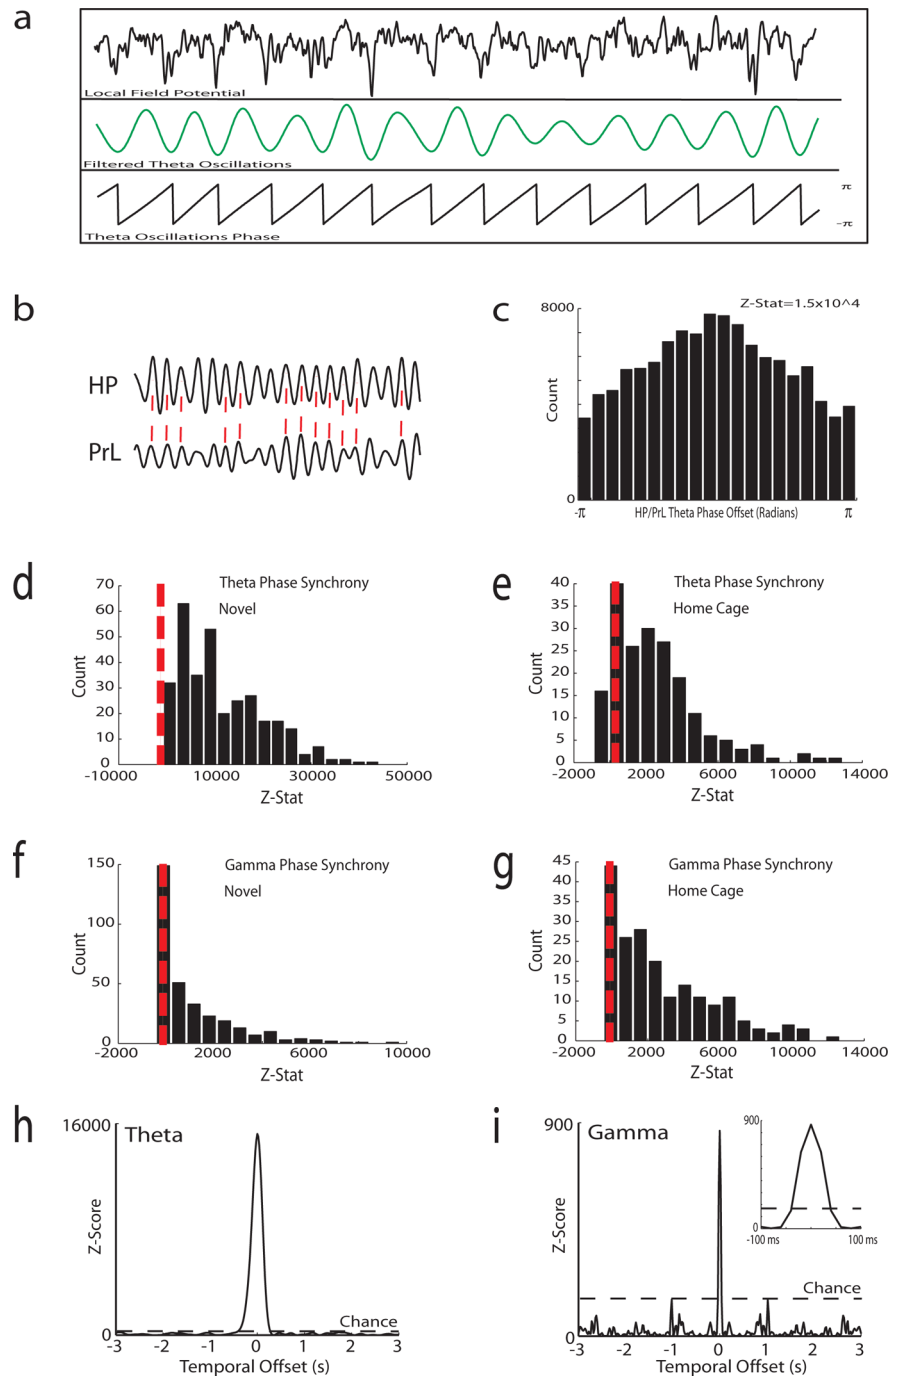 a
Local Field Potential
Filtered Theta Oscillations
π
-π
Theta Oscillations Phase
b
HP
PrL
c
Z-Stat=1.5x10^4
8000
Count
0
-π
HP/PrL Theta Phase Offset (Radians)
π
d
Theta Phase Synchrony
Novel
70
60
50
40
30
20
10
0
Count
-10000
10000
30000
50000
Z-Stat
e
Theta Phase Synchrony
Home Cage
40
35
30
25
20
15
10
5
0
Count
-2000
2000
6000
10000
14000
Z-Stat
f
Gamma Phase Synchrony
Novel
150
100
50
0
Count
-2000
2000
6000
10000
Z-Stat
g
Gamma Phase Synchrony
Home Cage
45
40
35
30
25
20
15
10
5
0
Count
-2000
2000
6000
10000
14000
Z-Stat
h
16000
Theta
Z-Score
Chance
0
-3
-2
-1
0
1
2
3
Temporal Offset (s)
i
900
Gamma
Z-Score
900
0
-100 ms
100 ms
Chance
0
-3
-2
-1
0
1
2
3
Temporal Offset (s)